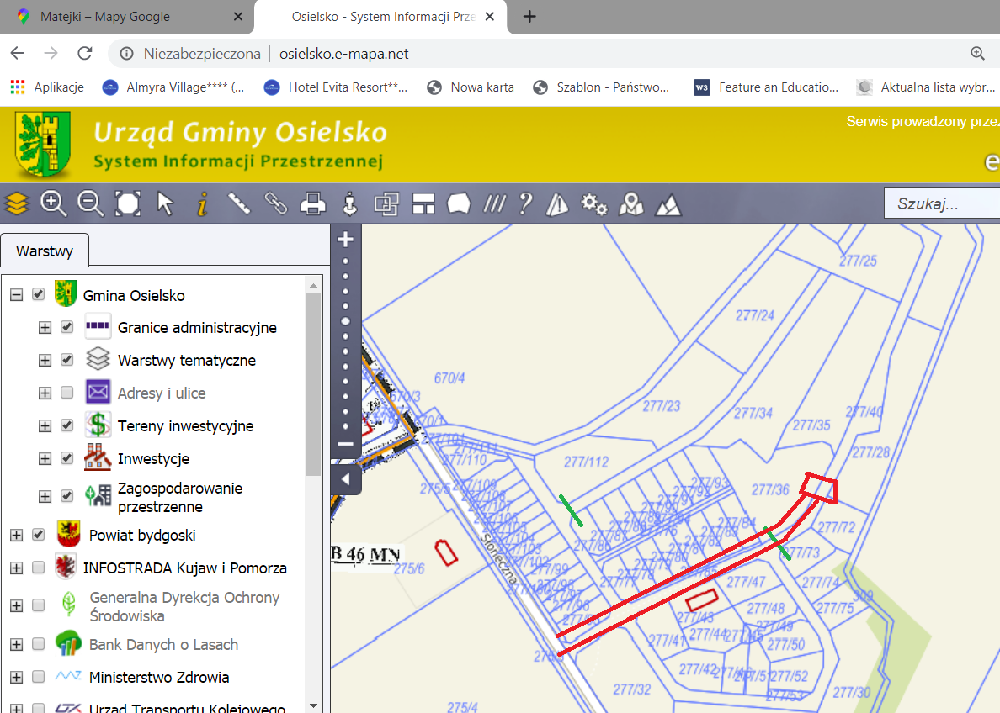 Matejki – Mapy Google
Osielsko - System Informacji Prze
Niezabezpieczona | osielsko.e-mapa.net
Aplikacje
Almyra Village**** (...
Hotel Evita Resort**...
Nowa karta
Szablon - Państwo...
W3
Feature an Educatio...
Aktualna lista wybr...
Urząd Gminy Osielsko
System Informacji Przestrzennej
Serwis prowadzony przez
e
Szukaj...
Warstwy
Gmina Osielsko
Granice administracyjne
Warstwy tematyczne
Adresy i ulice
Tereny inwestycyjne
Inwestycje
Zagospodarowanie
przestrzenne
Powiat bydgoski
INFOSTRADA Kujaw i Pomorza
Generalna Dyrekcja Ochrony
Środowiska
Bank Danych o Lasach
Ministerstwo Zdrowia
Urząd Transportu Kolejowego
277/25
277/24
670/4
670/3
277/23
277/34
277/40
670/1
277/35
277/28
277/111
277/110
277/112
277/109
275/5
277/108
277/93
277/36
277/107
277/72
277/104
277/84
277/86
277/103
277/87
277/73
B 46 MN
275/6
Słoneczna
277/102
277/99
277/81
277/80
277/78
277/77
277/85
277/47
277/74
309
277/98
277/97
277/96
277/48
277/75
277/95
277/43
277/49
277/44
277/45
277/41
277/50
277/42
277/51
277/52
277/32
277/53
277/30
275/4